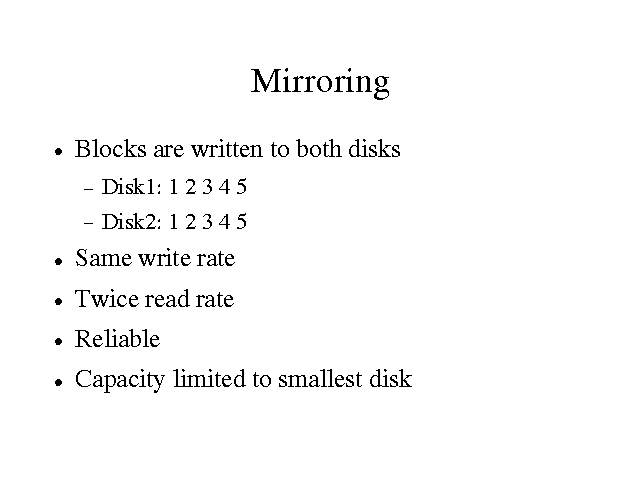 Mirroring
• Blocks are written to both disks
– Disk1: 1 2 3 4 5
– Disk2: 1 2 3 4 5
• Same write rate
• Twice read rate
• Reliable
• Capacity limited to smallest disk